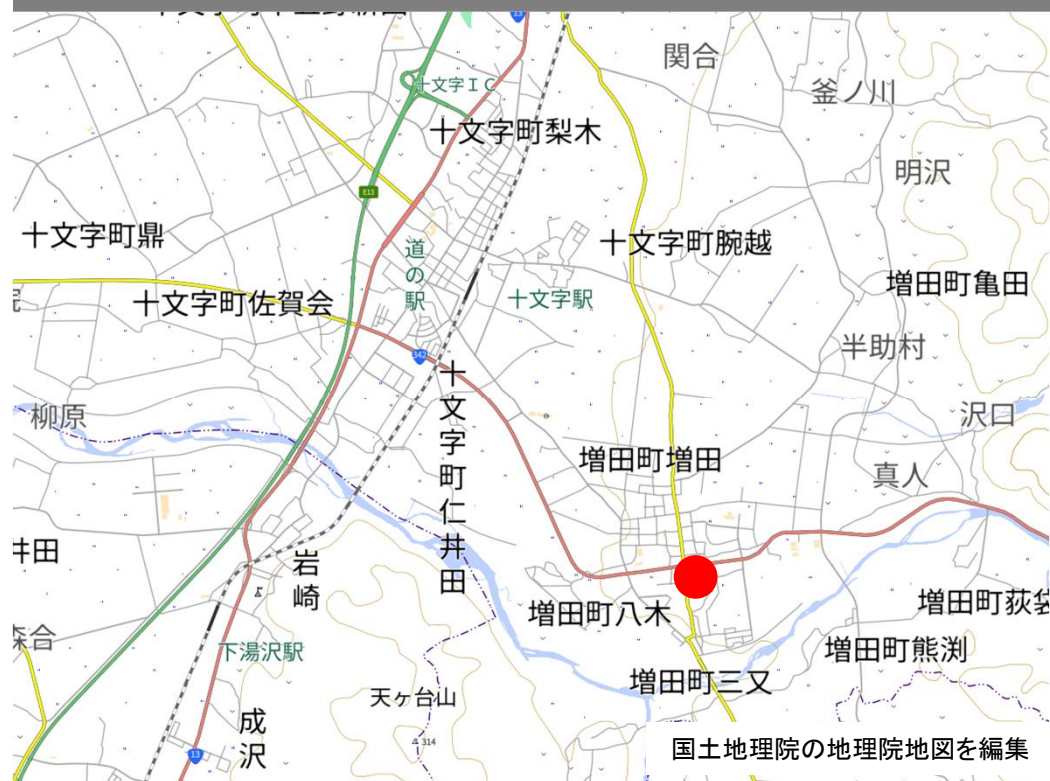 13
関合
十文字IC
釜ノ川
十文字町梨木
明沢
E13
十文字町鼎
道の駅
十文字町腕越
増田町亀田
十文字駅
十文字町佐賀会
342
半助村
十文字町仁井田
柳原
沢口
増田町増田
真人
井田
岩崎
増田町八木
増田町荻袋
森合
下湯沢駅
増田町熊渕
増田町三又
天ヶ台山
成沢
314
13
国土地理院の地理院地図を編集